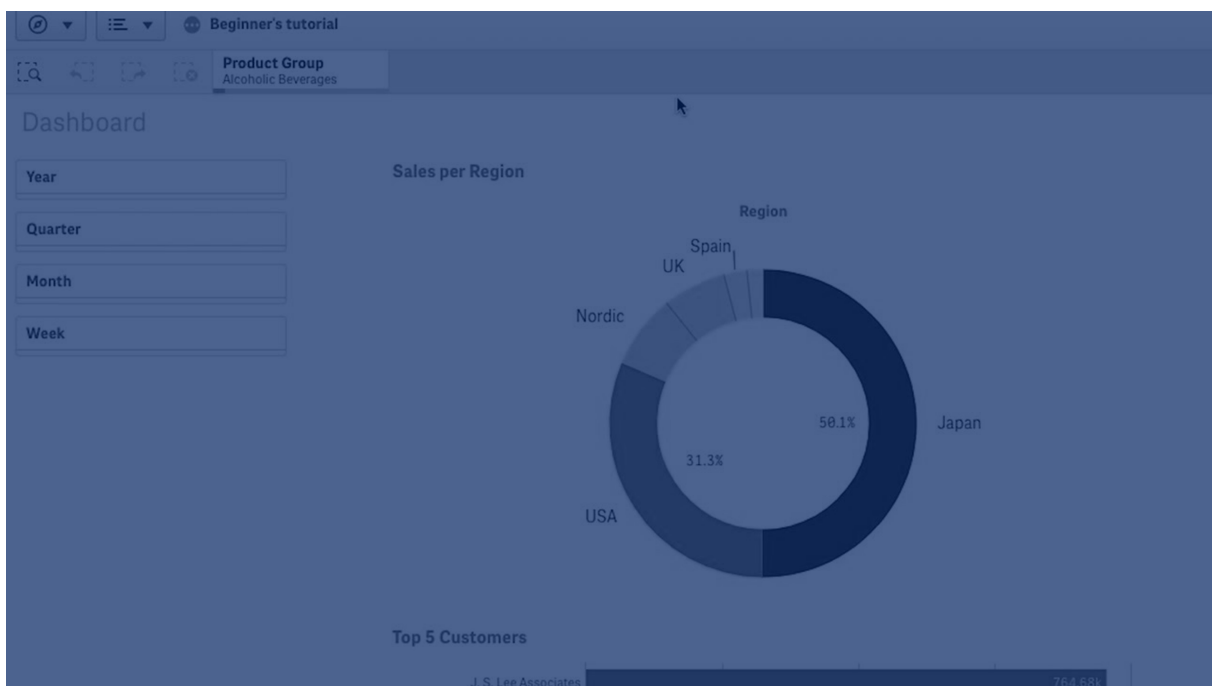 Beginner's tutorial
Product Group
Alcoholic Beverages
Dashboard
Year
Quarter
Month
Week
Sales per Region
Region
Spain
UK
Nordic
50.1%
Japan
31.3%
USA
Top 5 Customers
J. S. Lee Associates
764.68k